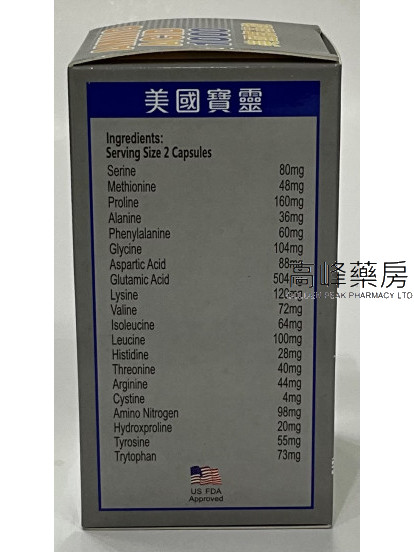 美國寶靈
Ingredients:
Serving Size 2 Capsules
Serine 80mg
Methionine 48mg
Proline 160mg
Alanine 36mg
Phenylalanine 60mg
Glycine 104mg
Aspartic Acid 88mg
Glutamic Acid 504mg
Lysine 120mg
Valine 72mg
Isoleucine 64mg
Leucine 100mg
Histidine 28mg
Threonine 40mg
Arginine 44mg
Cystine 4mg
Amino Nitrogen 98mg
Hydroxproline 20mg
Tyrosine 55mg
Trytophan 73mg
US FDA
Approved
高峰藥房
PEAK PHARMACY LTD